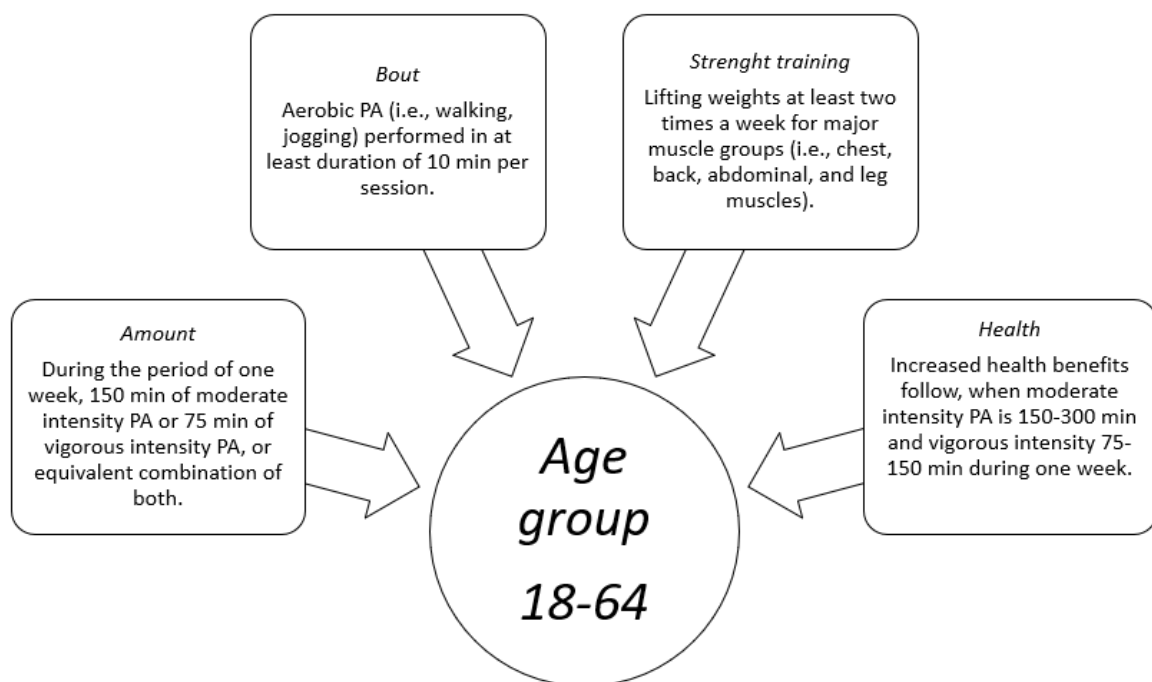 Bout
Aerobic PA (i.e., walking,
jogging) performed in at
least duration of 10 min per
session.
Strenght training
Lifting weights at least two
times a week for major
muscle groups (i.e., chest,
back, abdominal, and leg
muscles).
Amount
During the period of one
week, 150 min of moderate
intensity PA or 75 min of
vigorous intensity PA, or
equivalent combination of
both.
Health
Increased health benefits
follow, when moderate
intensity PA is 150-300 min
and vigorous intensity 75-
150 min during one week.
Age
group
18-64